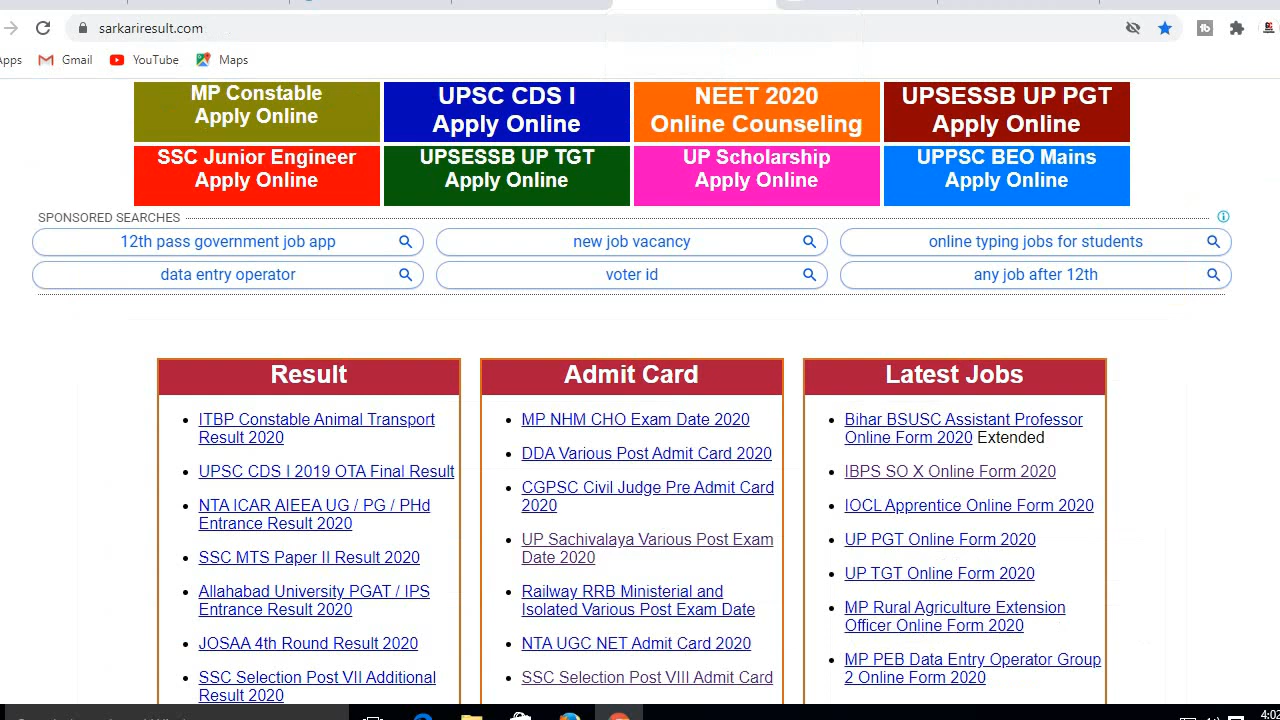 sarkariresult.com
Apps
Gmail
YouTube
Maps
MP Constable
Apply Online
UPSC CDS I
Apply Online
NEET 2020
Online Counseling
UPSESSB UP PGT
Apply Online
SSC Junior Engineer
Apply Online
UPSESSB UP TGT
Apply Online
UP Scholarship
Apply Online
UPPSC BEO Mains
Apply Online
SPONSORED SEARCHES
12th pass government job app
new job vacancy
online typing jobs for students
data entry operator
voter id
any job after 12th
Result
ITBP Constable Animal Transport
Result 2020
UPSC CDS I 2019 OTA Final Result
NTA ICAR AIEEA UG / PG / PHd
Entrance Result 2020
SSC MTS Paper II Result 2020
Allahabad University PGAT / IPS
Entrance Result 2020
JOSAA 4th Round Result 2020
SSC Selection Post VII Additional
Result 2020
Admit Card
MP NHM CHO Exam Date 2020
DDA Various Post Admit Card 2020
CGPSC Civil Judge Pre Admit Card
2020
UP Sachivalaya Various Post Exam
Date 2020
Railway RRB Ministerial and
Isolated Various Post Exam Date
NTA UGC NET Admit Card 2020
SSC Selection Post VIII Admit Card
Latest Jobs
Bihar BSUSC Assistant Professor
Online Form 2020 Extended
IBPS SO X Online Form 2020
IOCL Apprentice Online Form 2020
UP PGT Online Form 2020
UP TGT Online Form 2020
MP Rural Agriculture Extension
Officer Online Form 2020
MP PEB Data Entry Operator Group
2 Online Form 2020
4:02